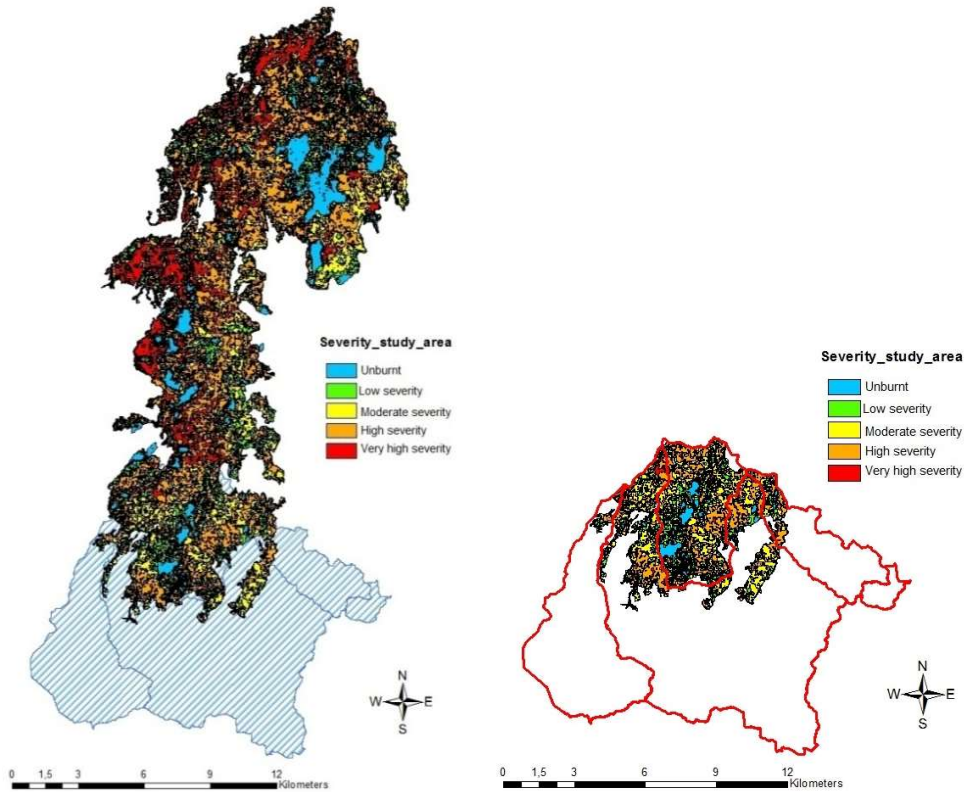 Severity_study_area
Unburnt
Low severity
Moderate severity
High severity
Very high severity
N
W E
S
0 1,5 3 6 9 12
Kilometers
Severity_study_area
Unburnt
Low severity
Moderate severity
High severity
Very high severity
N
W E
S
0 1,5 3 6 9 12
Kilometers